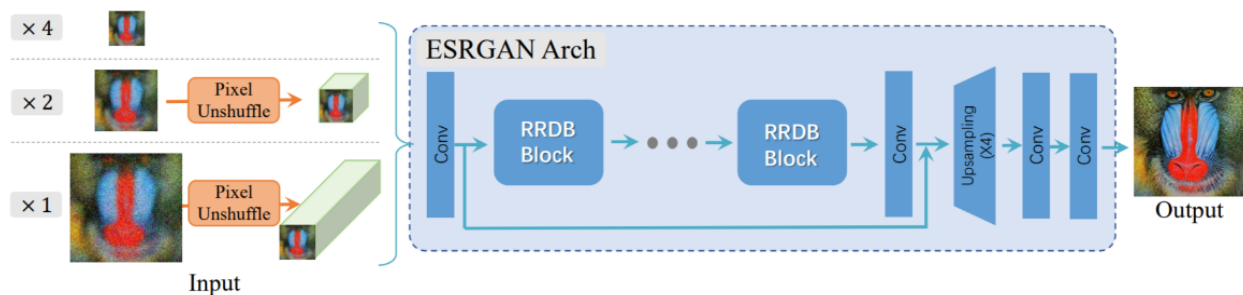 × 4
× 2
Pixel
Unshuffle
× 1
Pixel
Unshuffle
Input
ESRGAN Arch
Conv
RRDB
Block
RRDB
Block
Conv
Upsampling
(X4)
Conv
Conv
Output